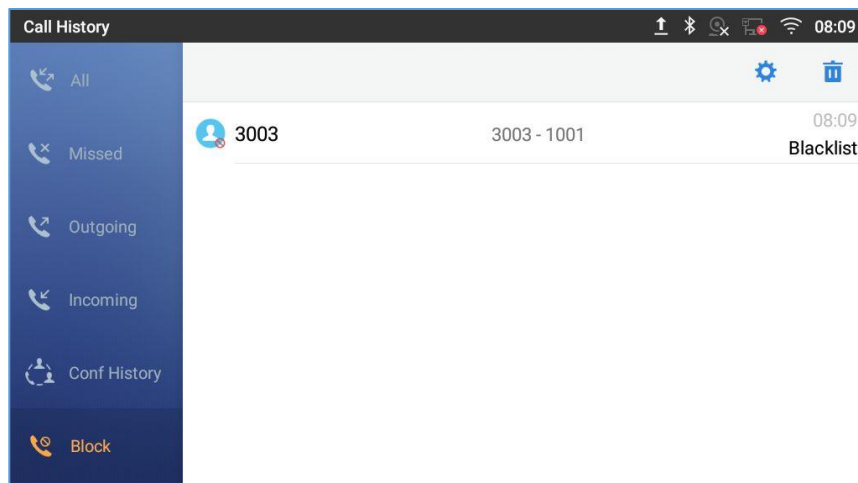 Call History 08:09
All
Missed
Outgoing
Incoming
Conf History
Block
3003 3003 - 1001 08:09
Blacklist